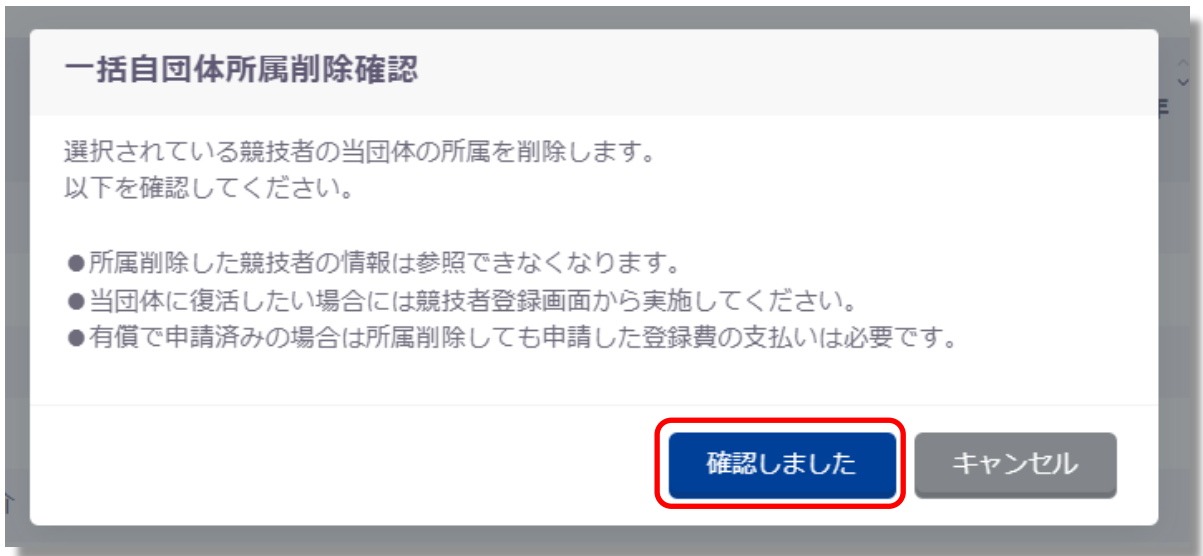 一括自団体所属削除確認
年
選択されている競技者の当団体の所属を削除します。
以下を確認してください。
●所属削除した競技者の情報は参照できなくなります。
●当団体に復活したい場合には競技者登録画面から実施してください。
●有償で申請済みの場合は所属削除しても申請した登録費の支払いは必要です。
確認しました
キャンセル